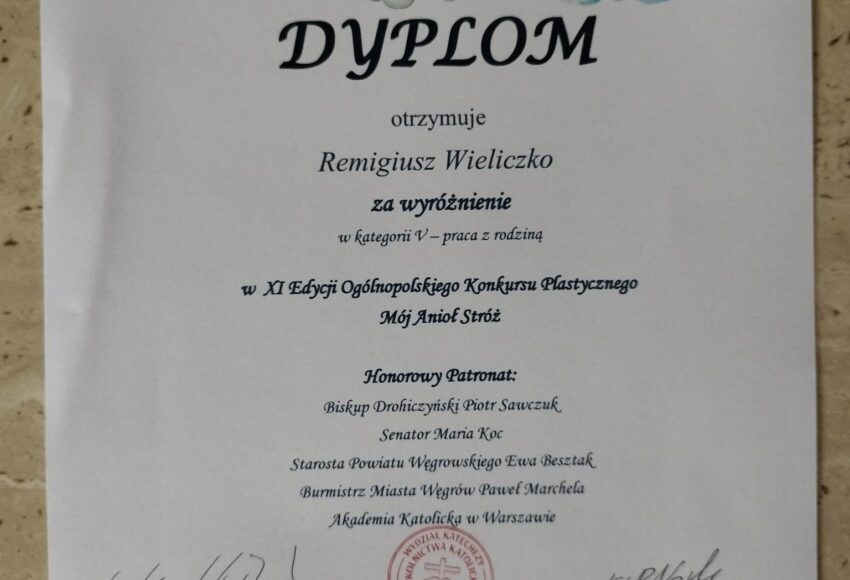 DYPLOM
otrzymuje
Remigiusz Wieliczko
za wyróżnienie
w kategorii V – praca z rodziną
w XI Edycji Ogólnopolskiego Konkursu Plastycznego
Mój Anioł Stróż
Honorowy Patronat:
Biskup Drohiczyński Piotr Sawczuk
Senator Maria Koc
Starosta Powiatu Węgrowskiego Ewa Besztak
Burmistrz Miasta Węgrów Paweł Marchela
Akademia Katolicka w Warszawie
WYDZIAŁ KATECHEZY